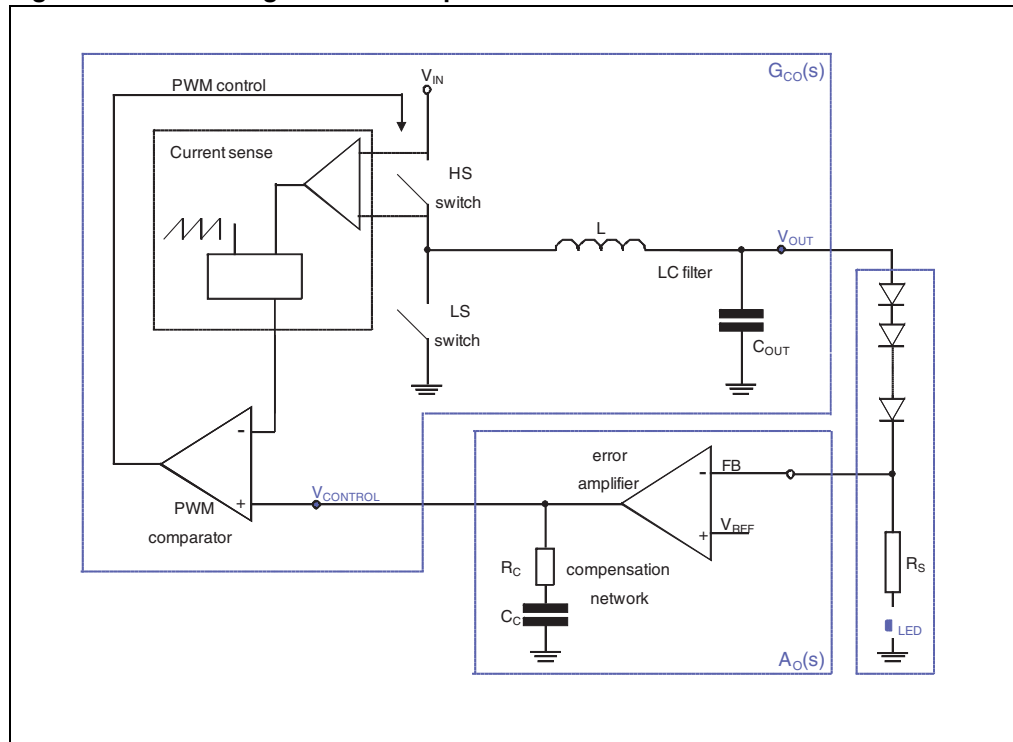 G_CO(s)
V_IN
PWM control
Current sense
HS
switch
L
V_OUT
LC filter
LS
switch
C_OUT
error
amplifier
FB
-
V_REF
+
-
+
V_CONTROL
PWM
comparator
R_C
compensation
network
C_C
R_S
LED
A_O(s)